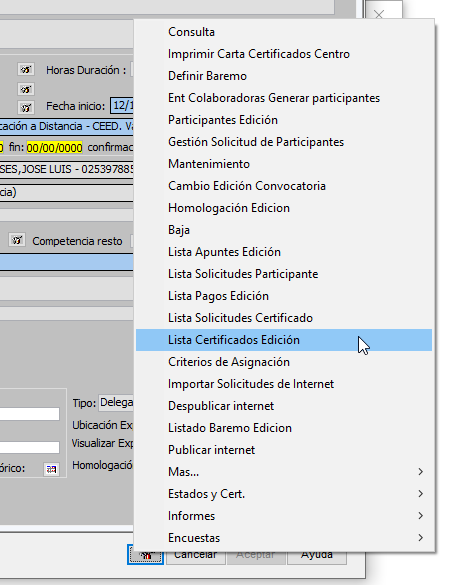 Consulta
Imprimir Carta Certificados Centro
Definir Baremo
Ent Colaboradoras Generar participantes
Participantes Edición
Gestión Solicitud de Participantes
Mantenimiento
Cambio Edición Convocatoria
Homologación Edicion
Baja
Lista Apuntes Edición
Lista Solicitudes Participante
Lista Pagos Edición
Lista Solicitudes Certificado
Lista Certificados Edición
Criterios de Asignación
Importar Solicitudes de Internet
Despublicar internet
Listado Baremo Edicion
Publicar internet
Mas...
Estados y Cert.
Informes
Encuestas
Horas Duración :
Fecha inicio: 12/1
cación a Distancia - CEED. Va
0 fin: 00/00/0000 confirmac
SES, JOSE LUIS - 025397885
cia)
Competencia resto
Tipo: Delega
Ubicación Ex
Visualizar Exp
órico: Homologació
Cancelar Aceptar Ayuda